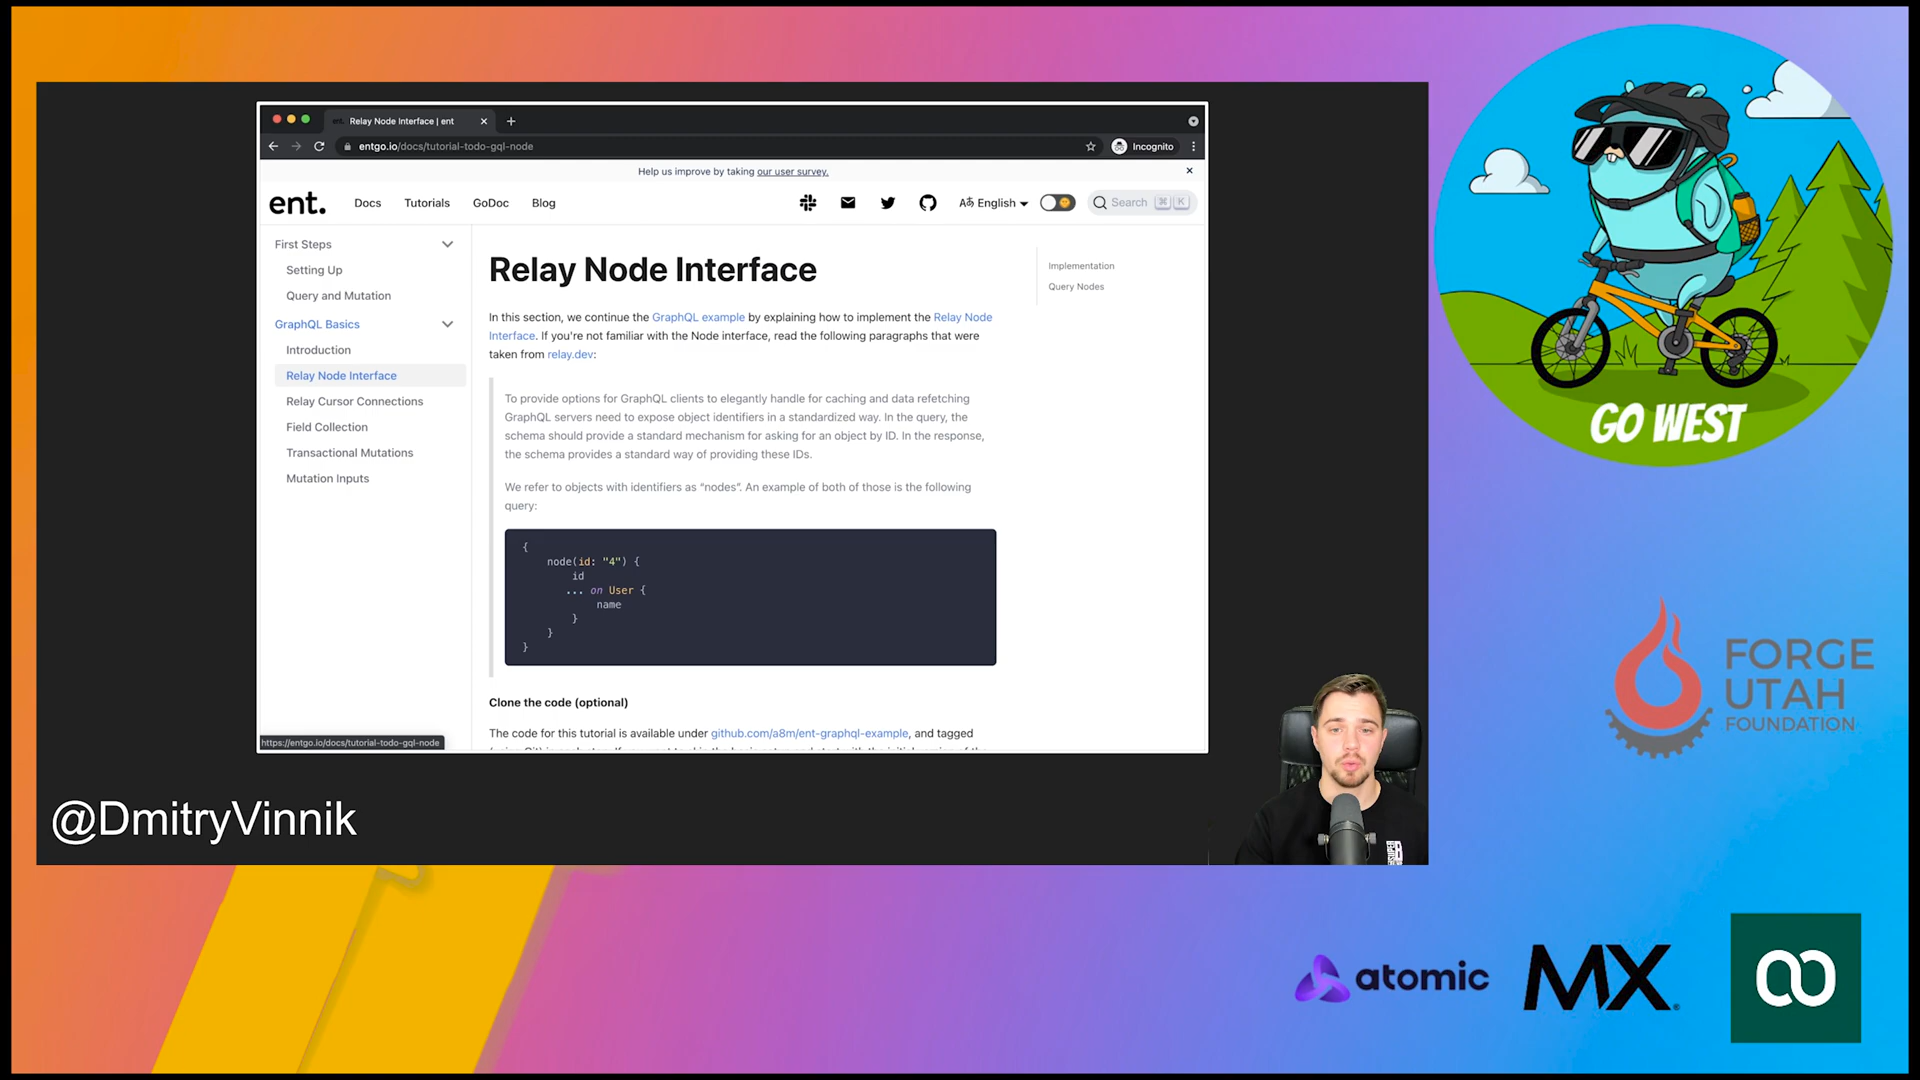 Relay Node Interface | ent
entgo.io/docs/tutorial-todo-gql-node
Incognito
Help us improve by taking our user survey.
ent.
Docs
Tutorials
GoDoc
Blog
English
Search
K
First Steps
Setting Up
Query and Mutation
GraphQL Basics
Introduction
Relay Node Interface
Relay Cursor Connections
Field Collection
Transactional Mutations
Mutation Inputs
https://entgo.io/docs/tutorial-todo-gql-node
Relay Node Interface
In this section, we continue the GraphQL example by explaining how to implement the Relay Node
Interface. If you're not familiar with the Node interface, read the following paragraphs that were
taken from relay.dev:
To provide options for GraphQL clients to elegantly handle for caching and data refetching
GraphQL servers need to expose object identifiers in a standardized way. In the query, the
schema should provide a standard mechanism for asking for an object by ID. In the response,
the schema provides a standard way of providing these IDs.
We refer to objects with identifiers as “nodes”. An example of both of those is the following
query:
{
node(id: "4") {
id
... on User {
name
}
}
}
Clone the code (optional)
The code for this tutorial is available under github.com/a8m/ent-graphql-example, and tagged
Implementation
Query Nodes
@DmitryVinnik
GO WEST
FORGE
UTAH
FOUNDATION
atomic
MX